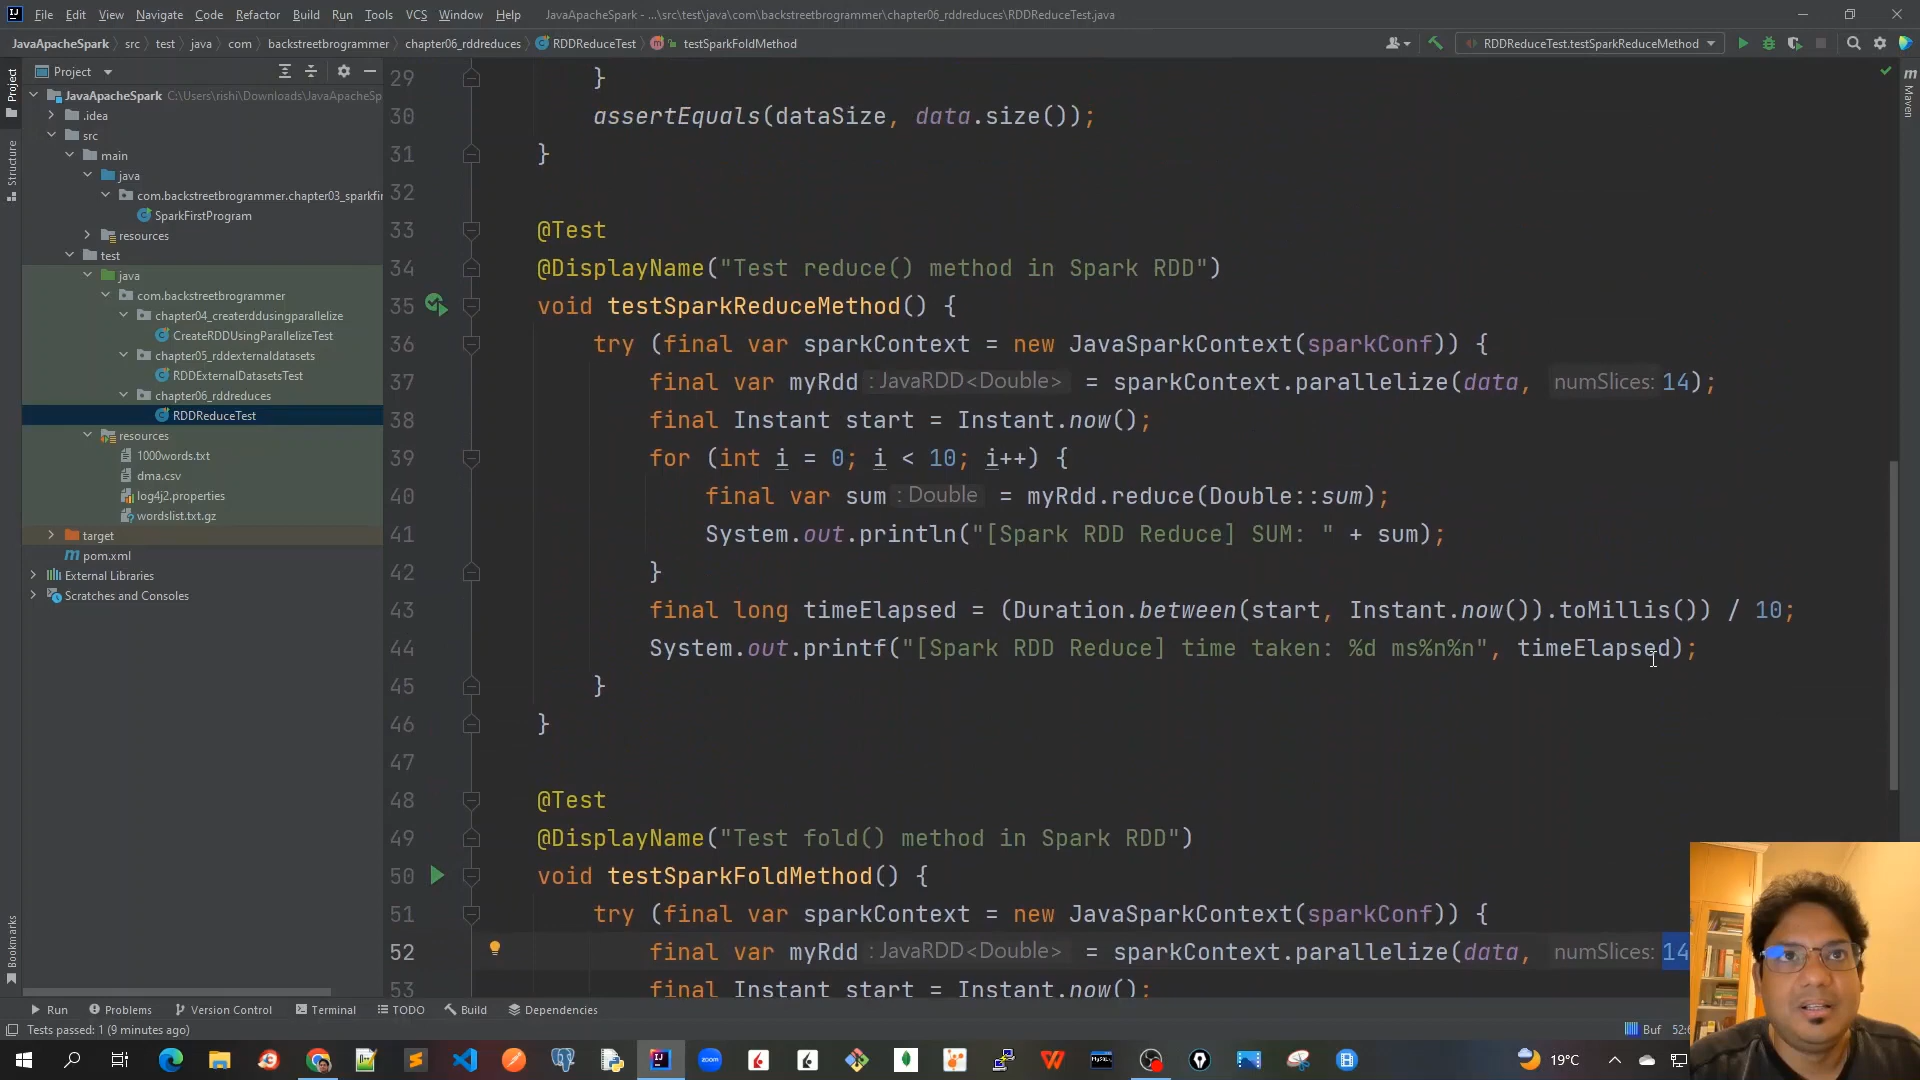 File Edit View Navigate Code Refactor Build Run Tools VCS Window Help JavaApacheSpark - ...\src\test\java\com\backstreetbrogrammer\chapter06_rddreduces\RDDReduceTest.java
JavaApacheSpark src test java com backstreetbrogrammer chapter06_rddreduces RDDReduceTest testSparkFoldMethod RDDReduceTest.testSparkReduceMethod
Project
JavaApacheSpark C:\Users\rishi\Downloads\JavaApacheSp
.idea
src
main
java
com.backstreetbrogrammer.chapter03_sparkfir
SparkFirstProgram
resources
test
java
com.backstreetbrogrammer
chapter04_createrddusingparallelize
CreateRDDUsingParallelizeTest
chapter05_rddexternaldatasets
RDDExternalDatasetsTest
chapter06_rddreduces
RDDReduceTest
resources
1000words.txt
dma.csv
log4j2.properties
wordslist.txt.gz
target
pom.xml
External Libraries
Scratches and Consoles
Project
Structure
Bookmarks
Maven
29 }
30 assertEquals(dataSize, data.size());
31 }
32
33 @Test
34 @DisplayName("Test reduce() method in Spark RDD")
35 void testSparkReduceMethod() {
36 try (final var sparkContext = new JavaSparkContext(sparkConf)) {
37 final var myRdd : JavaRDD<Double> = sparkContext.parallelize(data, numSlices: 14);
38 final Instant start = Instant.now();
39 for (int i = 0; i < 10; i++) {
40 final var sum : Double = myRdd.reduce(Double::sum);
41 System.out.println("[Spark RDD Reduce] SUM: " + sum);
42 }
43 final long timeElapsed = (Duration.between(start, Instant.now()).toMillis()) / 10;
44 System.out.printf("[Spark RDD Reduce] time taken: %d ms%n%n", timeElapsed);
45 }
46 }
47
48 @Test
49 @DisplayName("Test fold() method in Spark RDD")
50 void testSparkFoldMethod() {
51 try (final var sparkContext = new JavaSparkContext(sparkConf)) {
52 final var myRdd : JavaRDD<Double> = sparkContext.parallelize(data, numSlices: 14
53 final Instant start = Instant.now();
Run Problems Version Control Terminal TODO Build Dependencies
Tests passed: 1 (9 minutes ago) Buf 52:6
zoom 19°C